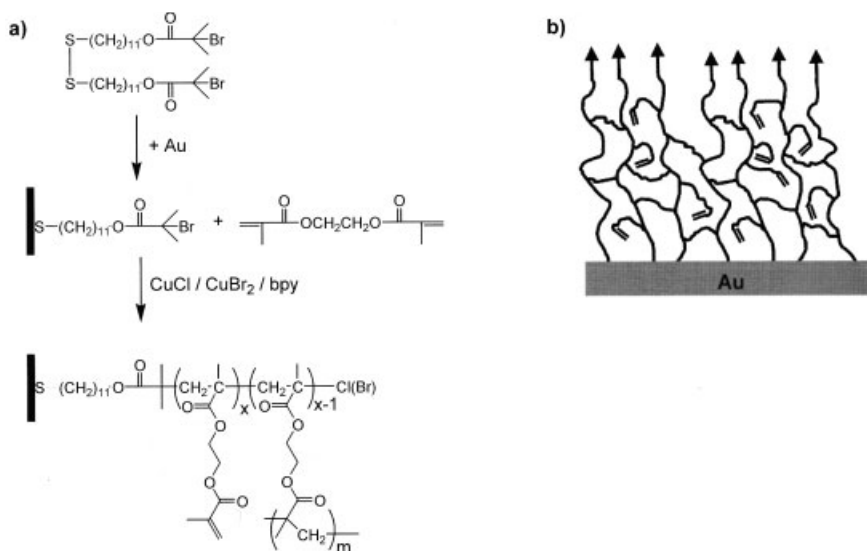 a)
S—(CH₂)₁₁O Br
O
O
S—(CH₂)₁₁O Br
+ Au
O
S—(CH₂)₁₁O Br + O OCH₂CH₂O O
CuCl / CuBr₂ / bpy
O
S (CH₂)₁₁O (CH₂-C)x (CH₂-C)x-1 Cl(Br)
O O
O O
O O
O O
( CH₂)m
b)
Au